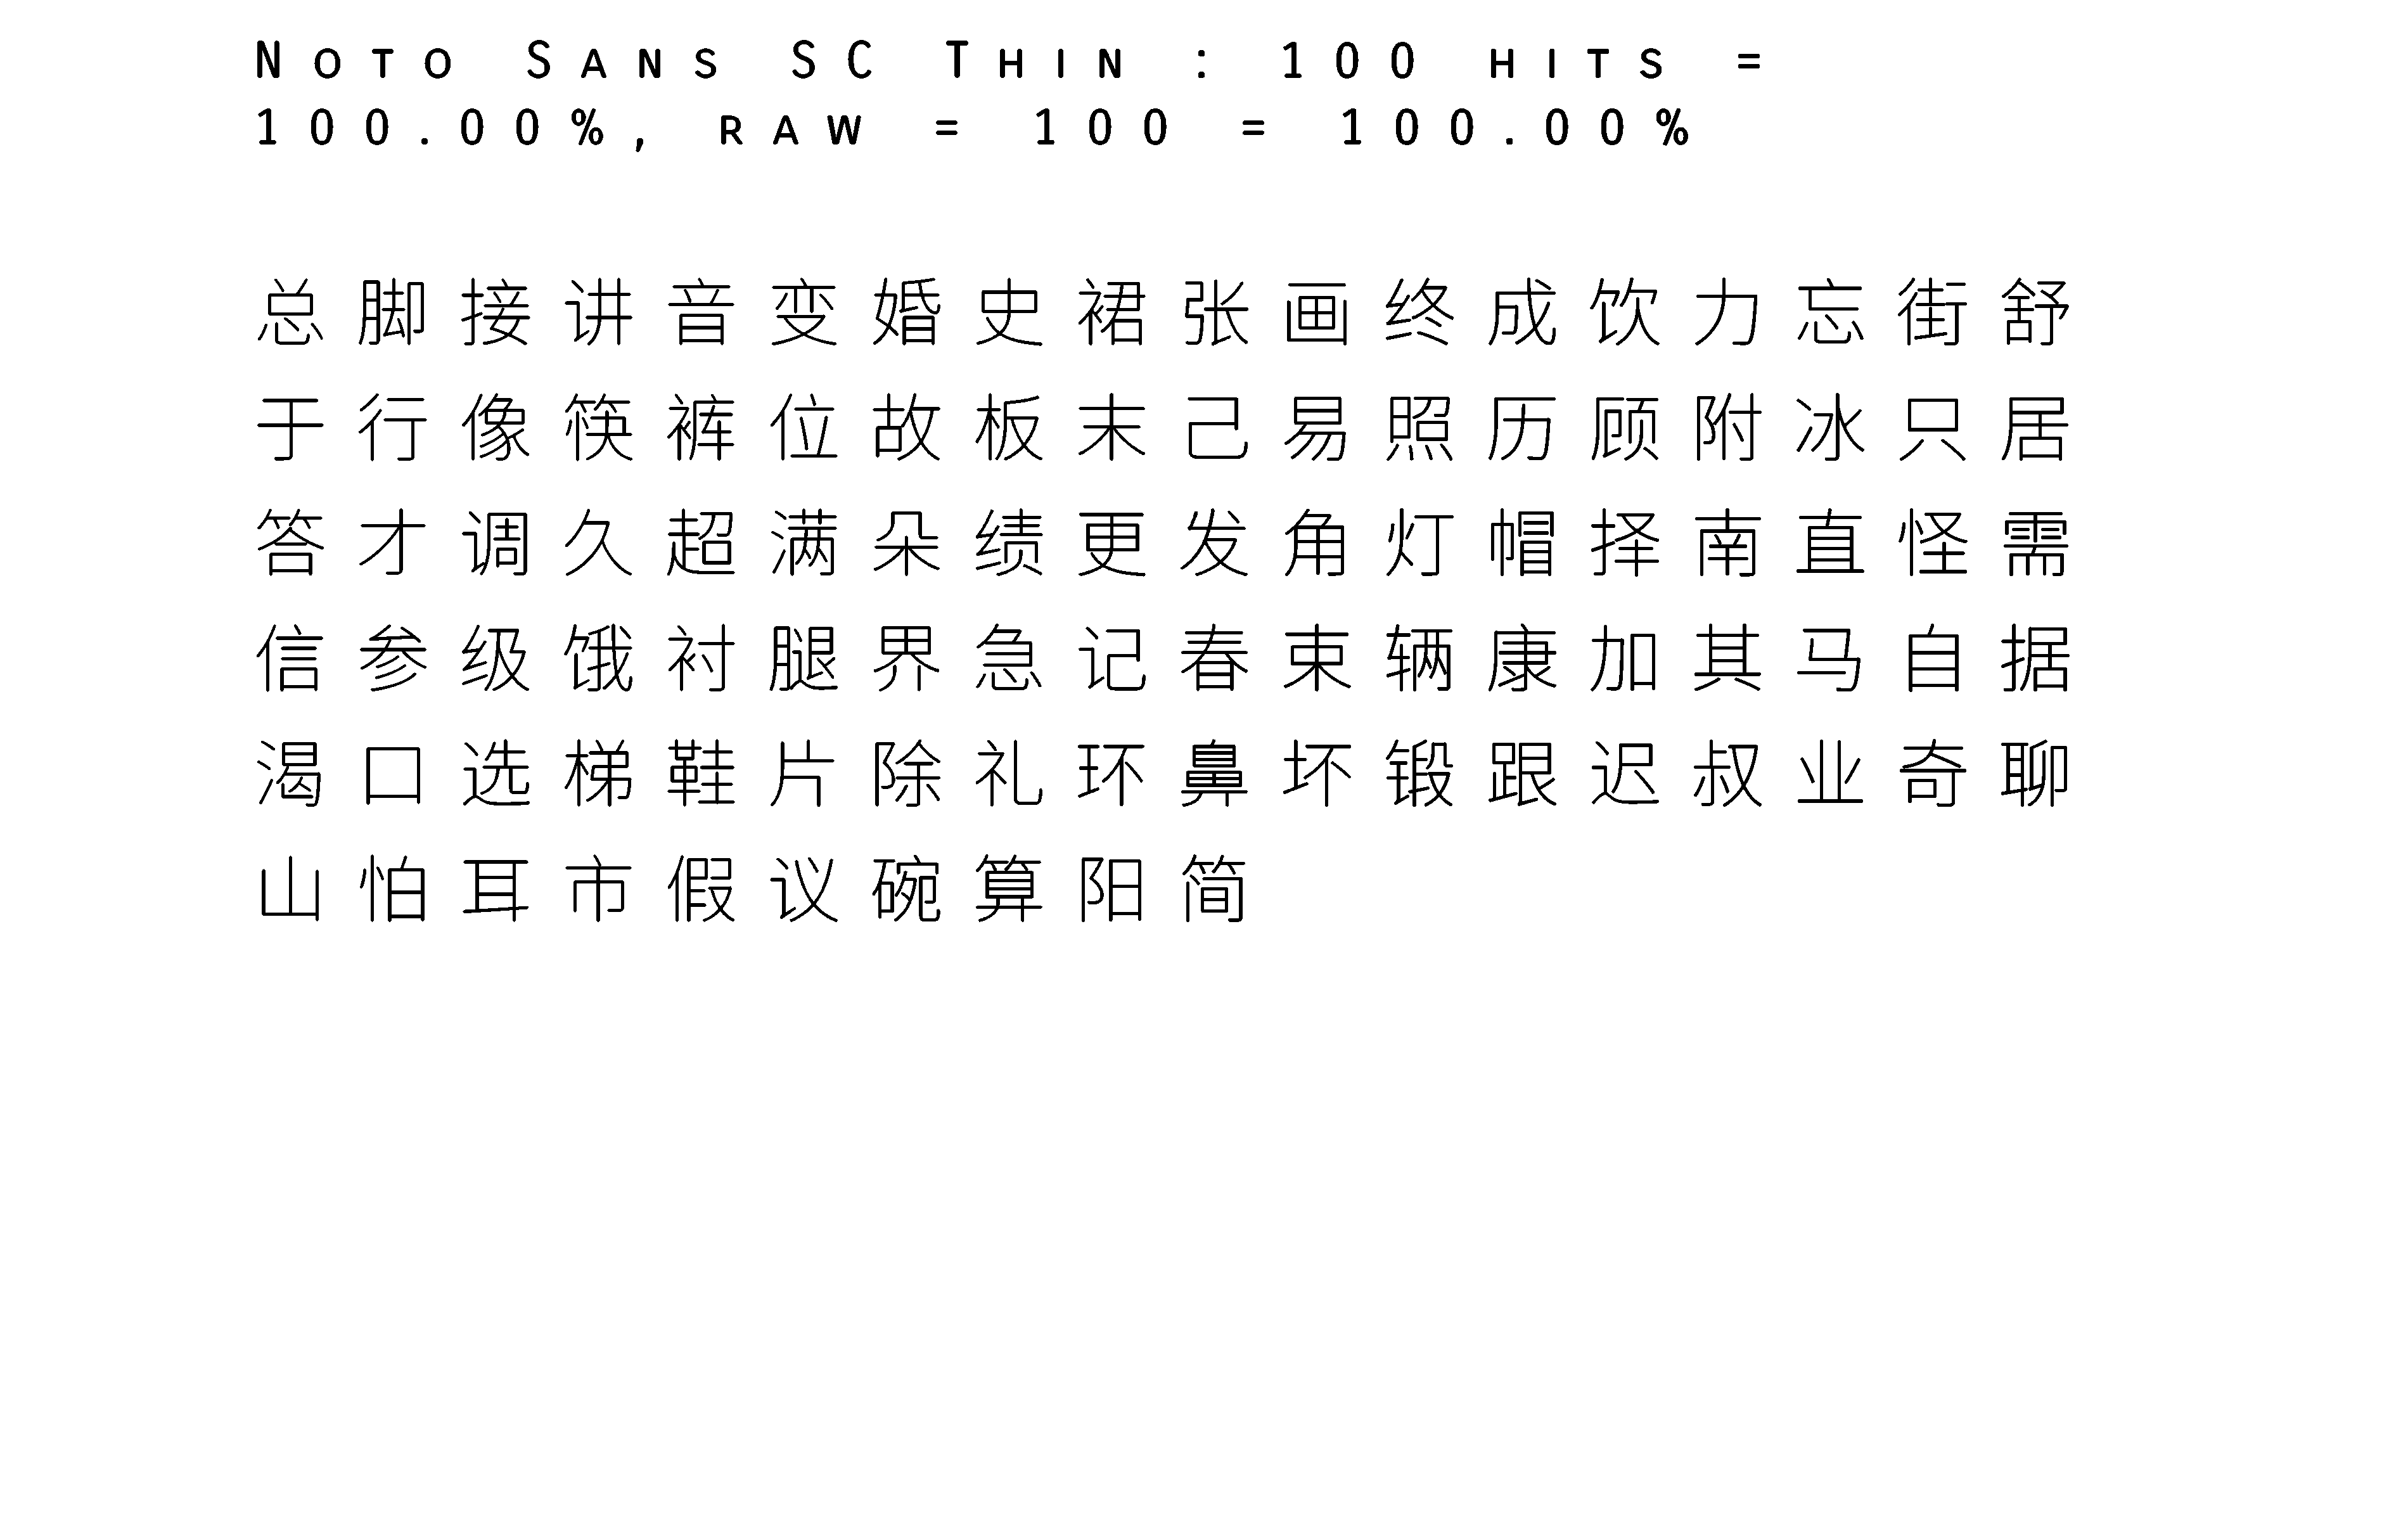 Noto Sans SC Thin : 100 hits =
100.00%, raw = 100 = 100.00%
总脚接讲音变婚史裙张画终成饮力忘街舒
于行像筷裤位故板末己易照历顾附冰只居
答才调久超满朵绩更发角灯帽择南直怪需
信参级饿衬腿界急记春束辆康加其马自据
渴口选梯鞋片除礼环鼻坏锻跟迟叔业奇聊
山怕耳市假议碗算阳简